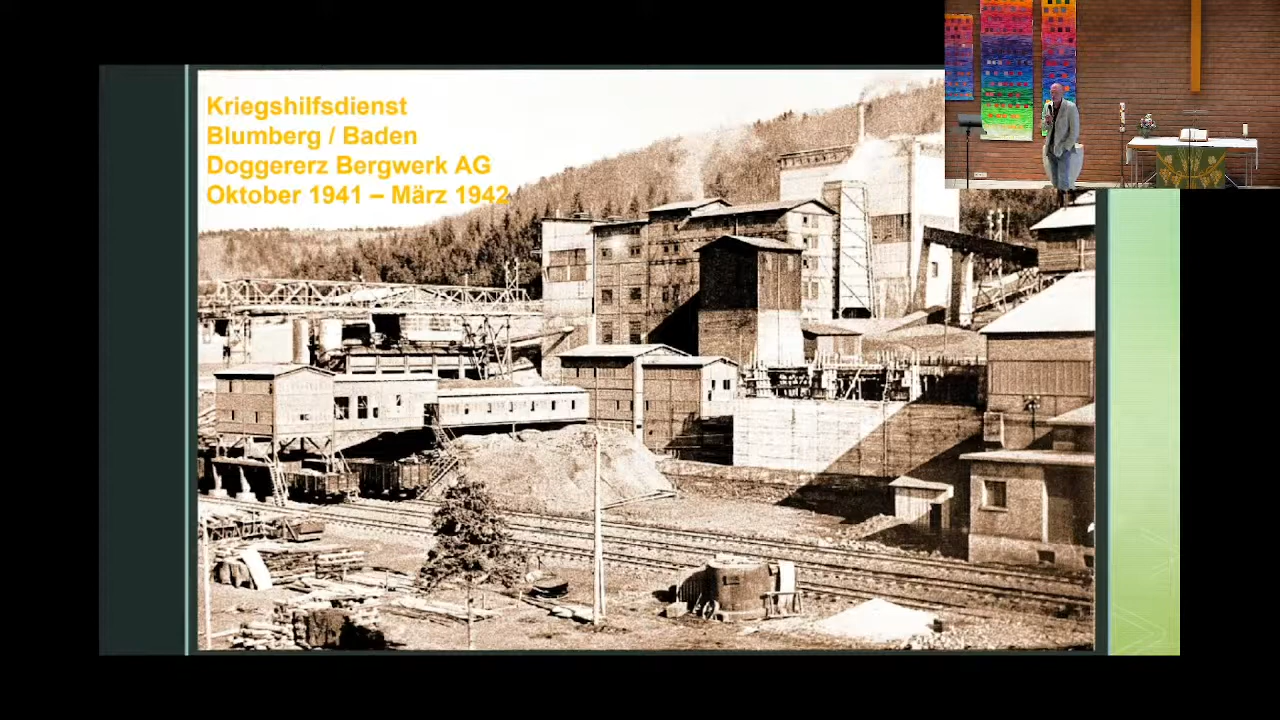 Kriegshilfsdienst
Blumberg / Baden
Doggererz Bergwerk AG
Oktober 1941 – März 1942